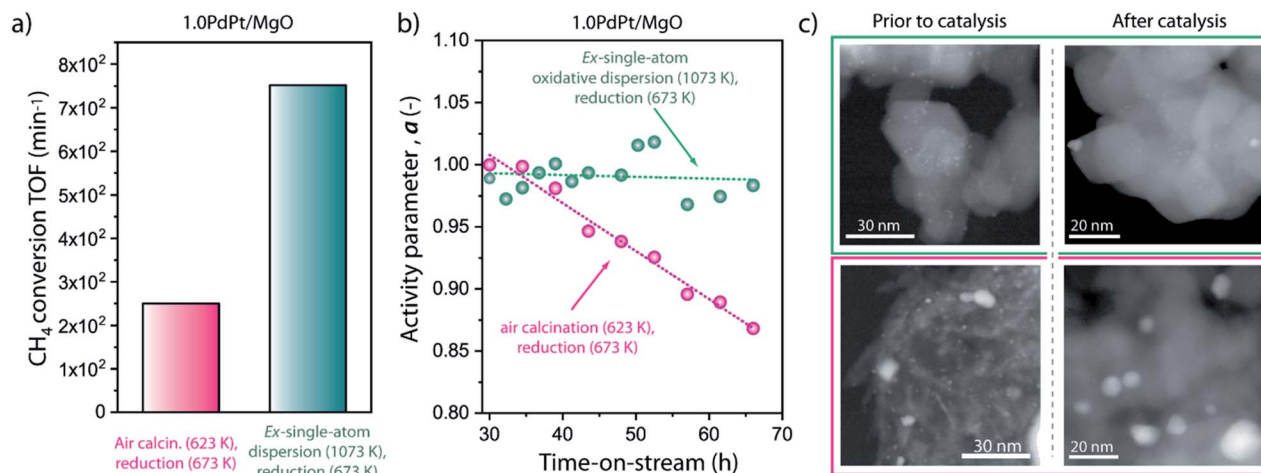 a)
1.0PdPt/MgO
CH₄ conversion TOF (min⁻¹)
8x10²
7x10²
6x10²
5x10²
4x10²
3x10²
2x10²
1x10²
0
Air calcin. (623 K),
reduction (673 K)
Ex-single-atom
dispersion (1073 K),
reduction (673 K)
b)
1.0PdPt/MgO
Activity parameter, a (-)
1.10
1.05
1.00
0.95
0.90
0.85
0.80
Ex-single-atom
oxidative dispersion (1073 K),
reduction (673 K)
air calcination (623 K),
reduction (673 K)
30 40 50 60 70
Time-on-stream (h)
c)
Prior to catalysis
After catalysis
30 nm
20 nm
30 nm
20 nm